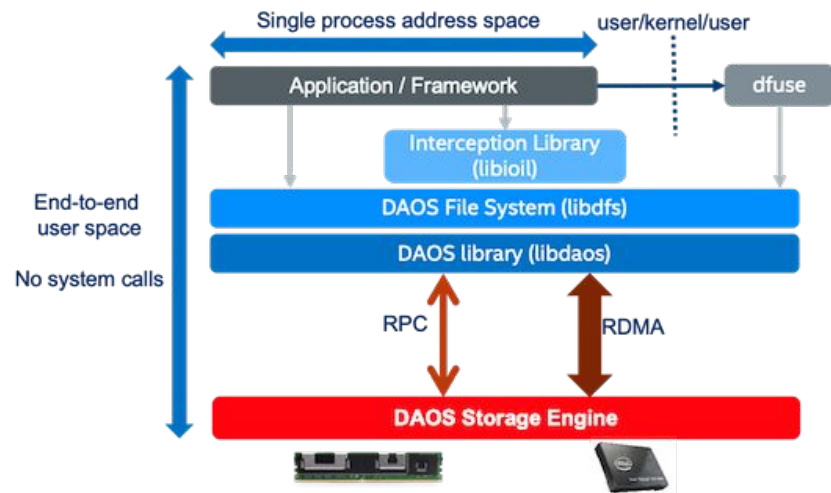 Single process address space
user/kernel/user
Application / Framework
dfuse
Interception Library
(libioil)
End-to-end
user space
No system calls
DAOS File System (libdfs)
DAOS library (libdaos)
RPC
RDMA
DAOS Storage Engine